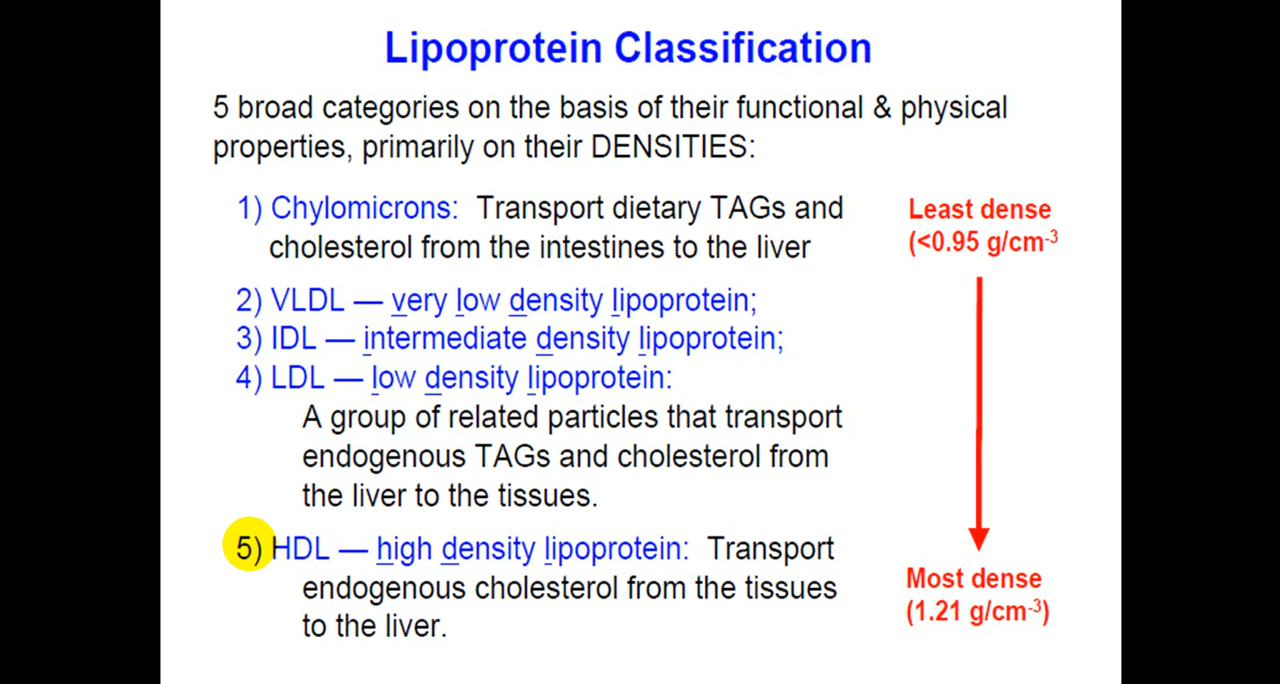 Lipoprotein Classification
5 broad categories on the basis of their functional & physical
properties, primarily on their DENSITIES:
1) Chylomicrons: Transport dietary TAGs and
cholesterol from the intestines to the liver
Least dense
(<0.95 g/cm-3
2) VLDL — very low density lipoprotein;
3) IDL — intermediate density lipoprotein;
4) LDL — low density lipoprotein:
A group of related particles that transport
endogenous TAGs and cholesterol from
the liver to the tissues.
5) HDL — high density lipoprotein: Transport
endogenous cholesterol from the tissues
to the liver.
Most dense
(1.21 g/cm-3)